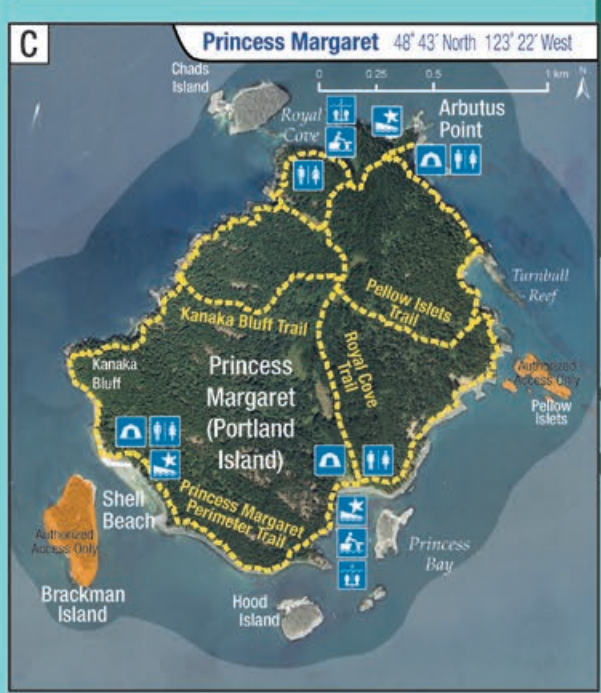 C
Princess Margaret 48° 43′ North 123° 22′ West
0 0.25 0.5 1 km
N
Chads
Island
Royal
Cove
Arbutus
Point
Turnbull
Reef
Pellow Islets
Trail
Kanaka Bluff Trail
Royal Cove
Trail
Kanaka
Bluff
Princess
Margaret
(Portland
Island)
Authorized
Access Only
Pellow
Islets
Shell
Beach
Princess Margaret
Perimeter Trail
Authorized
Access Only
Brackman
Island
Princess
Bay
Hood
Island